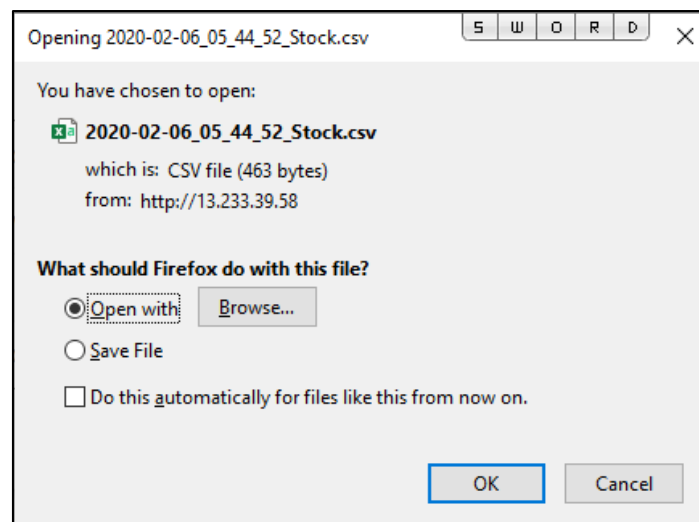 Opening 2020-02-06_05_44_52_Stock.csv
S W O R D
You have chosen to open:
2020-02-06_05_44_52_Stock.csv
which is: CSV file (463 bytes)
from: http://13.233.39.58
What should Firefox do with this file?
Open with Browse...
Save File
Do this automatically for files like this from now on.
OK Cancel